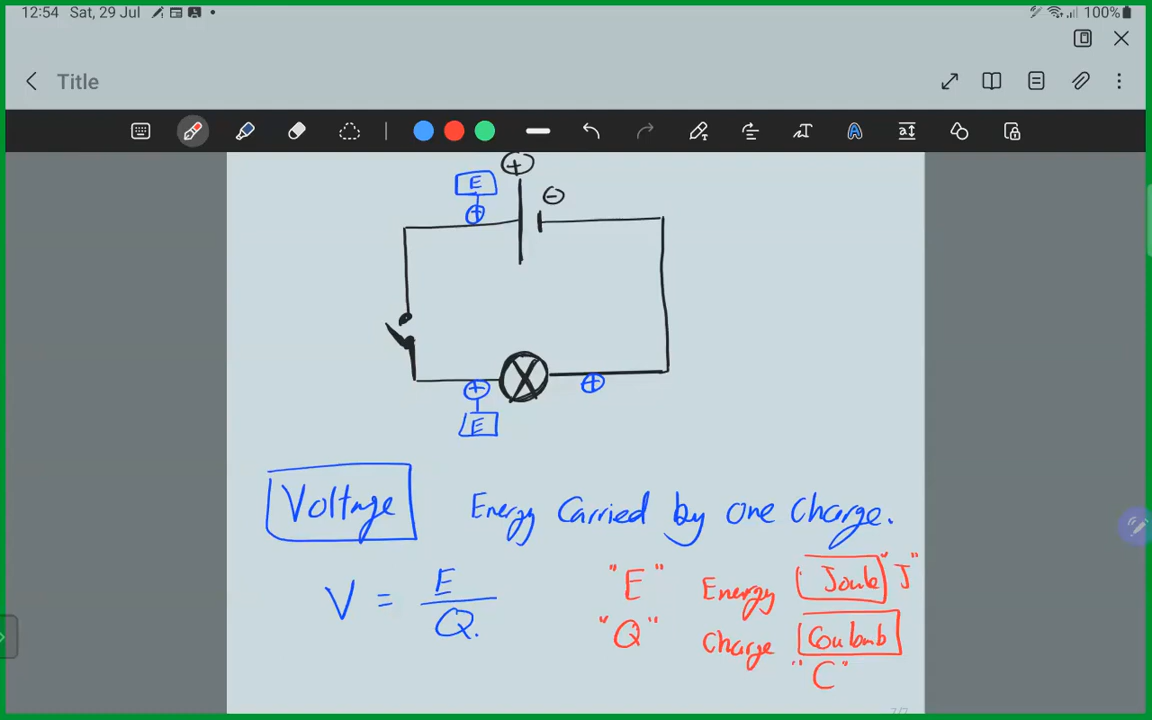 12:54 Sat, 29 Jul
100%
Title
+
E
-
+
+
+
E
Voltage Energy Carried by one Charge.
V = E / Q.
"E" Energy Joule "J"
"Q" Charge Coulomb
"C"